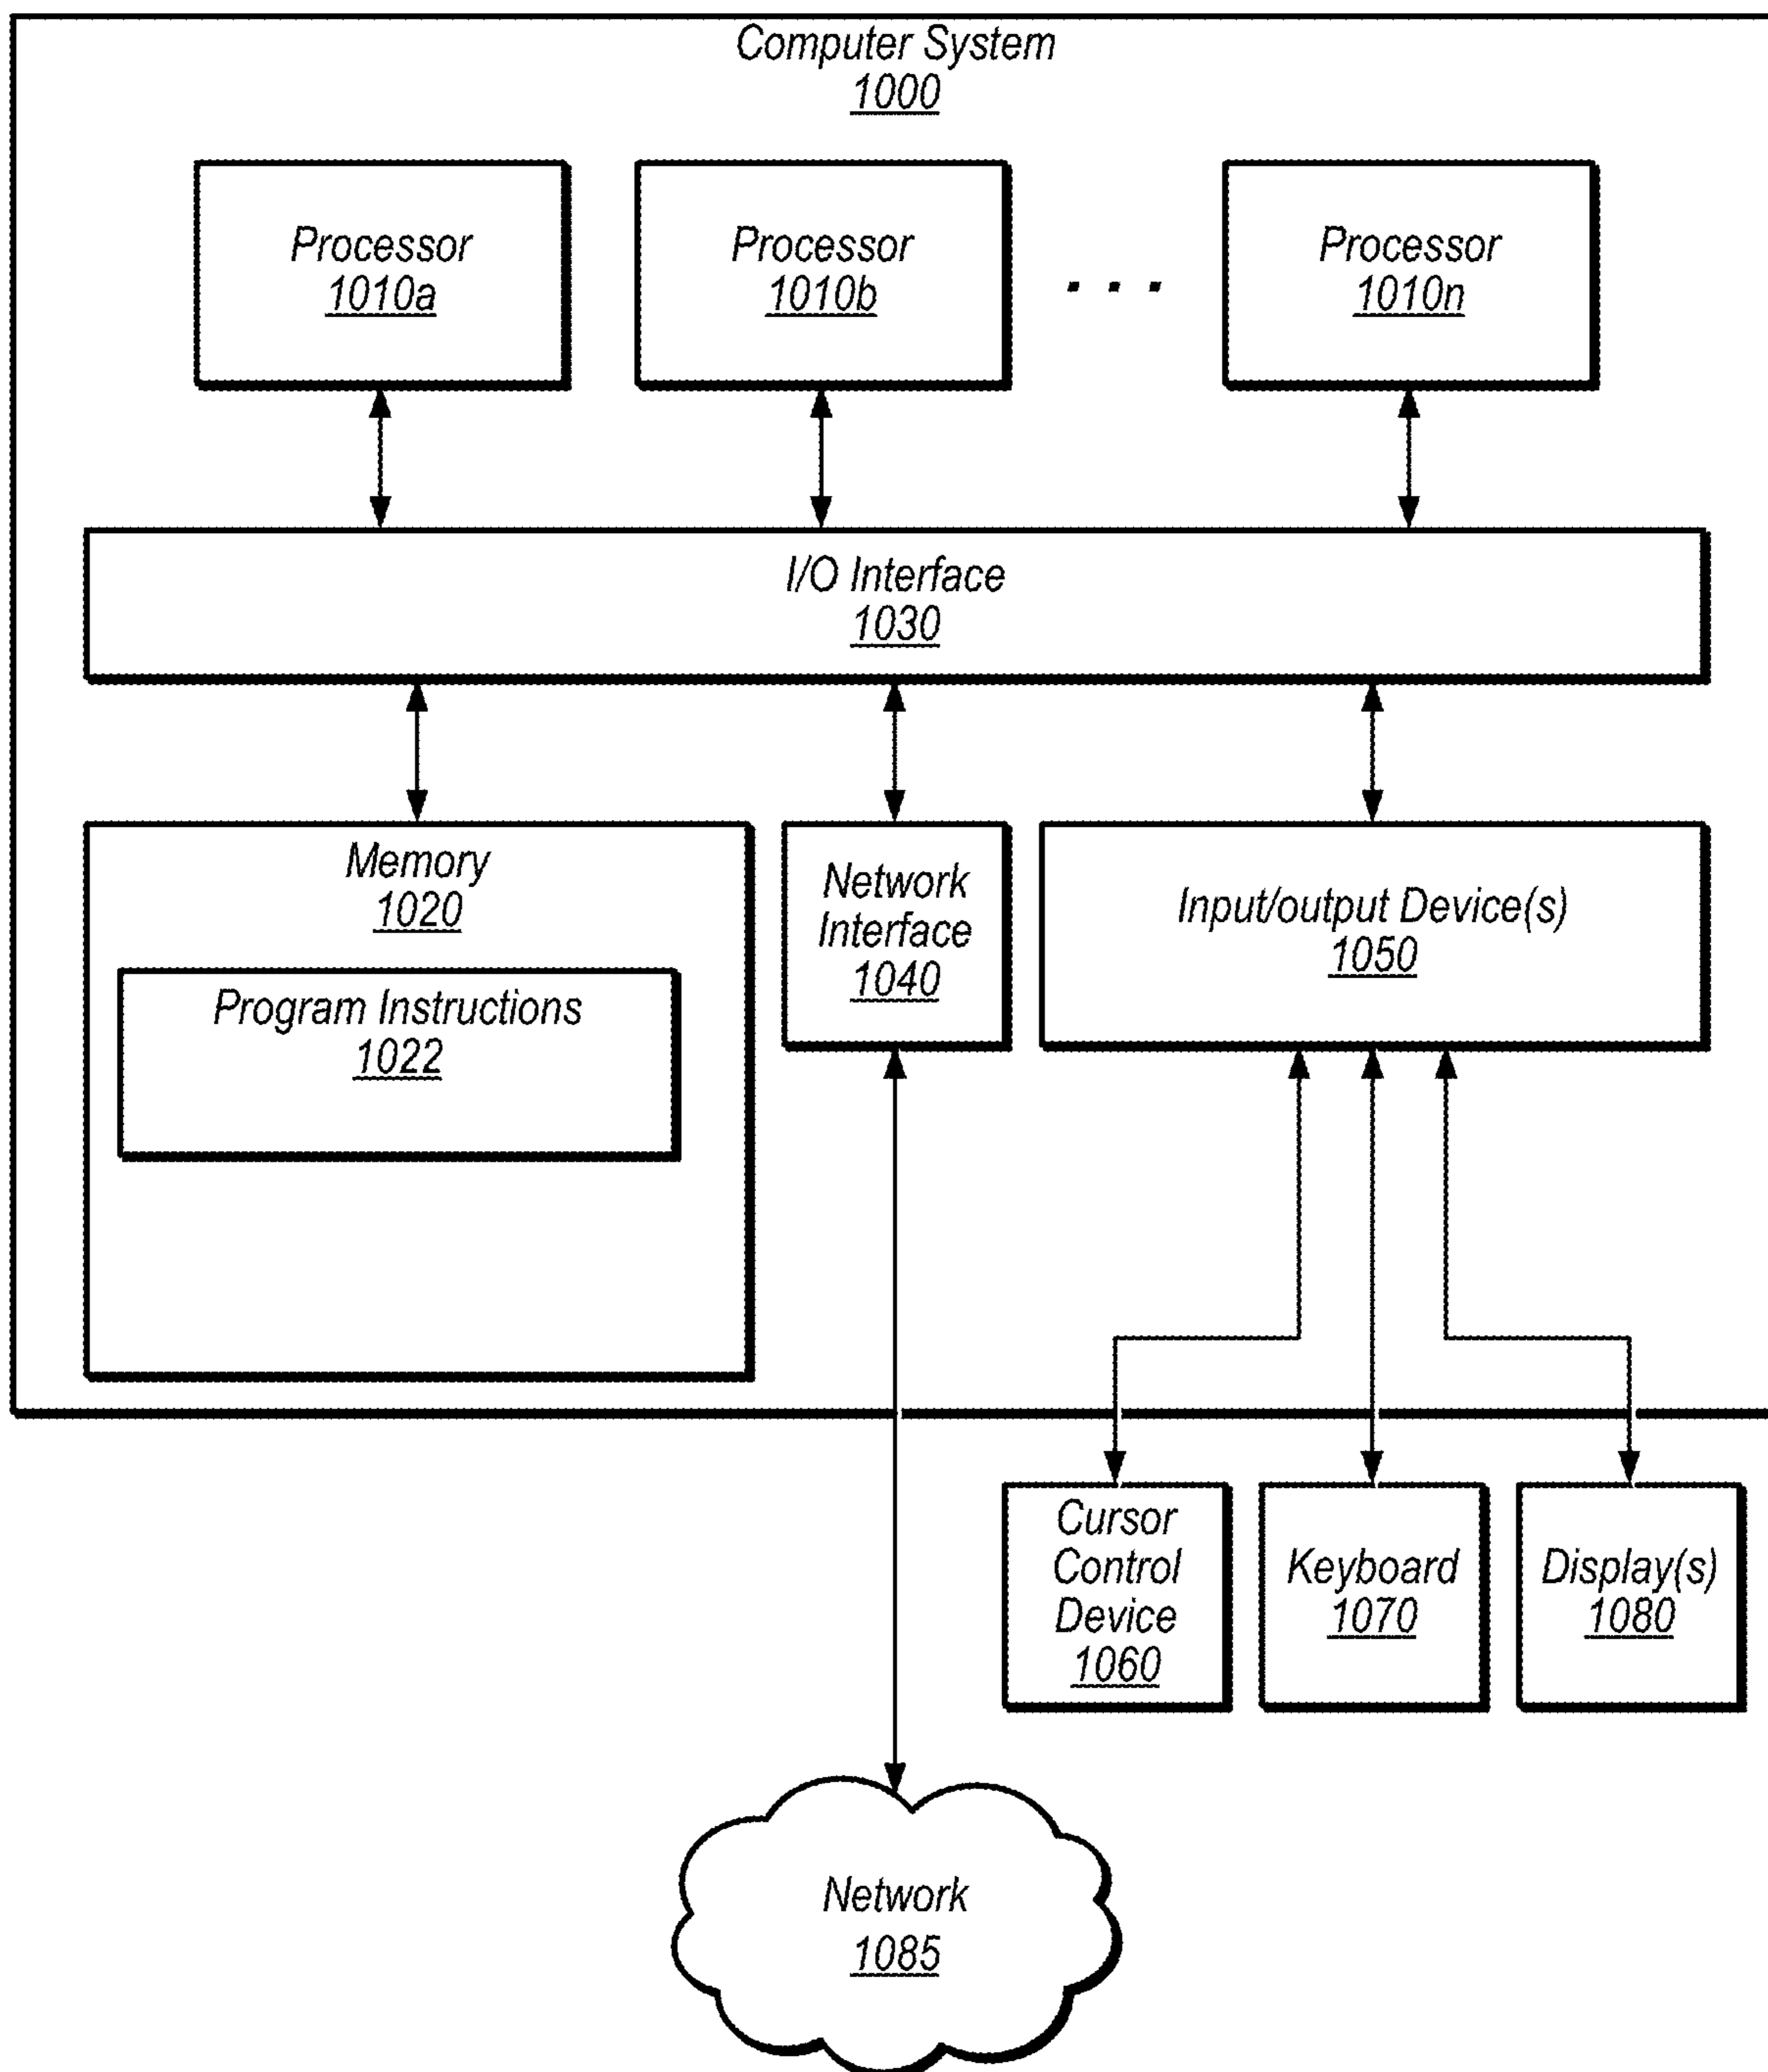 Computer System
1000
Processor
1010a
Processor
1010b
. . .
Processor
1010n
I/O Interface
1030
Memory
1020
Program Instructions
1022
Network
Interface
1040
Input/output Device(s)
1050
Cursor
Control
Device
1060
Keyboard
1070
Display(s)
1080
Network
1085